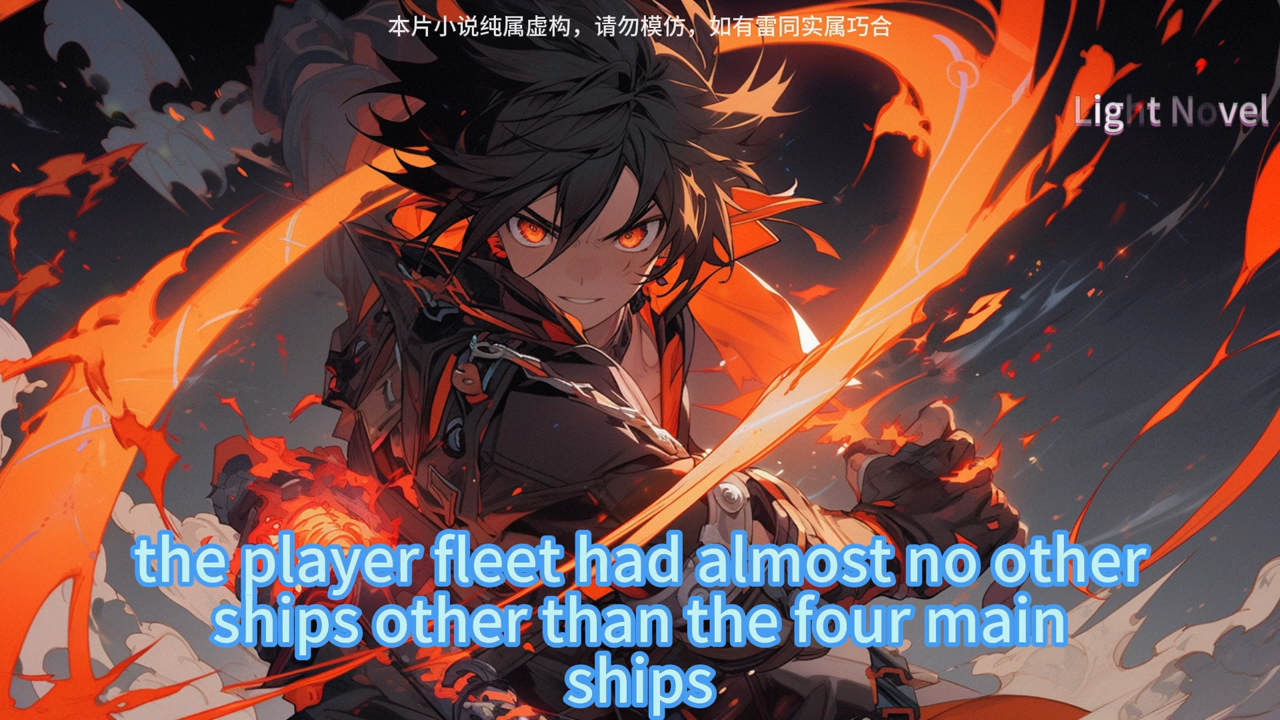 本片小说纯属虚构，请勿模仿，如有雷同实属巧合
Light Novel
the player fleet had almost no other
ships other than the four main
ships